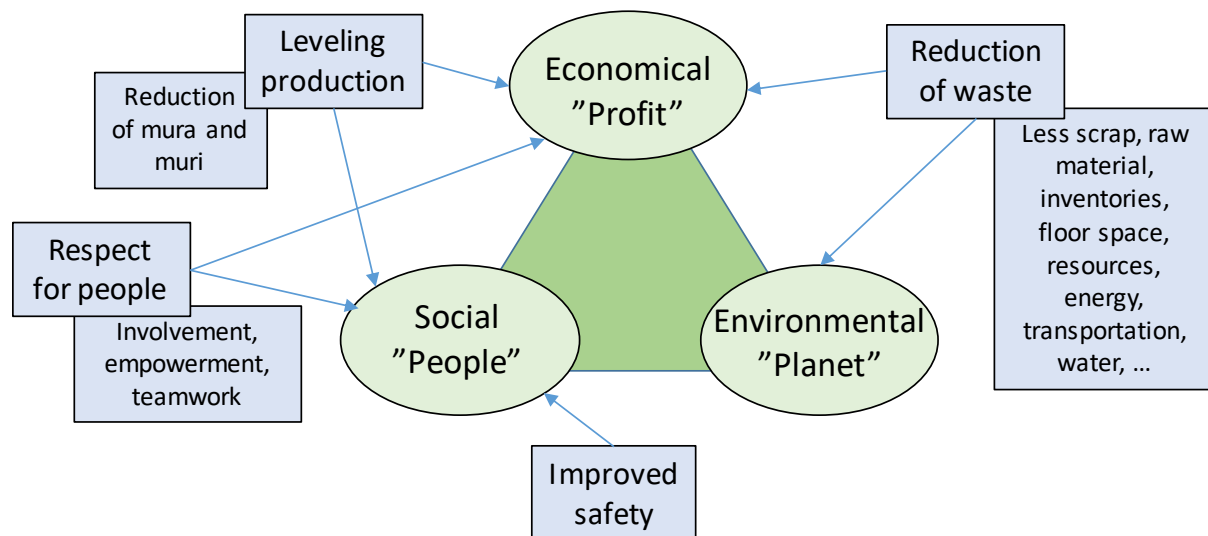 Leveling
production
Reduction
of mura and
muri
Economical
”Profit”
Reduction
of waste
Less scrap, raw
material,
inventories,
floor space,
resources,
energy,
transportation,
water, …
Respect
for people
Involvement,
empowerment,
teamwork
Social
”People”
Environmental
”Planet”
Improved
safety